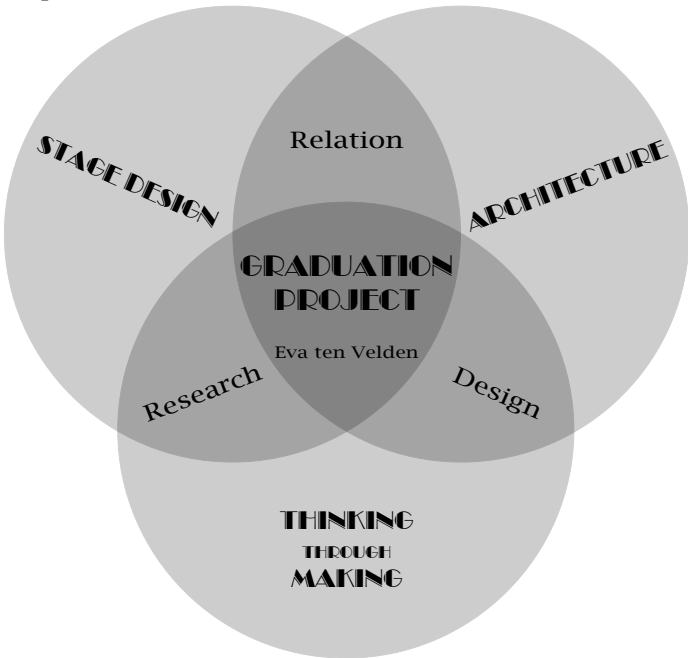 Relation
STAGE DESIGN
ARCHITECTURE
GRADUATION
PROJECT
Eva ten Velden
Research
Design
THINKING
THROUGH
MAKING